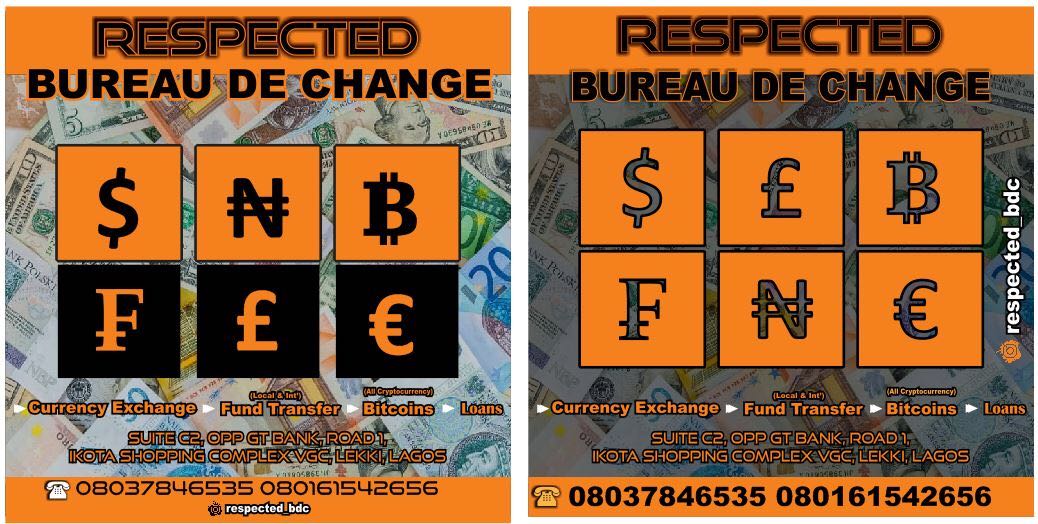 RESPECTED
BUREAU DE CHANGE
$ ₦ ₿
₣ £ €
(Local & Int') (All Cryptocurrency)
Currency Exchange Fund Transfer Bitcoins Loans
SUITE C2, OPP GT BANK, ROAD 1,
IKOTA SHOPPING COMPLEX VGC, LEKKI, LAGOS
08037846535 080161542656
respected_bdc
RESPECTED
BUREAU DE CHANGE
$ £ ₿
₣ ₦ €
respected_bdc
(Local & Int') (All Cryptocurrency)
Currency Exchange Fund Transfer Bitcoins Loans
SUITE C2, OPP GT BANK, ROAD 1,
IKOTA SHOPPING COMPLEX VGC, LEKKI, LAGOS
08037846535 080161542656